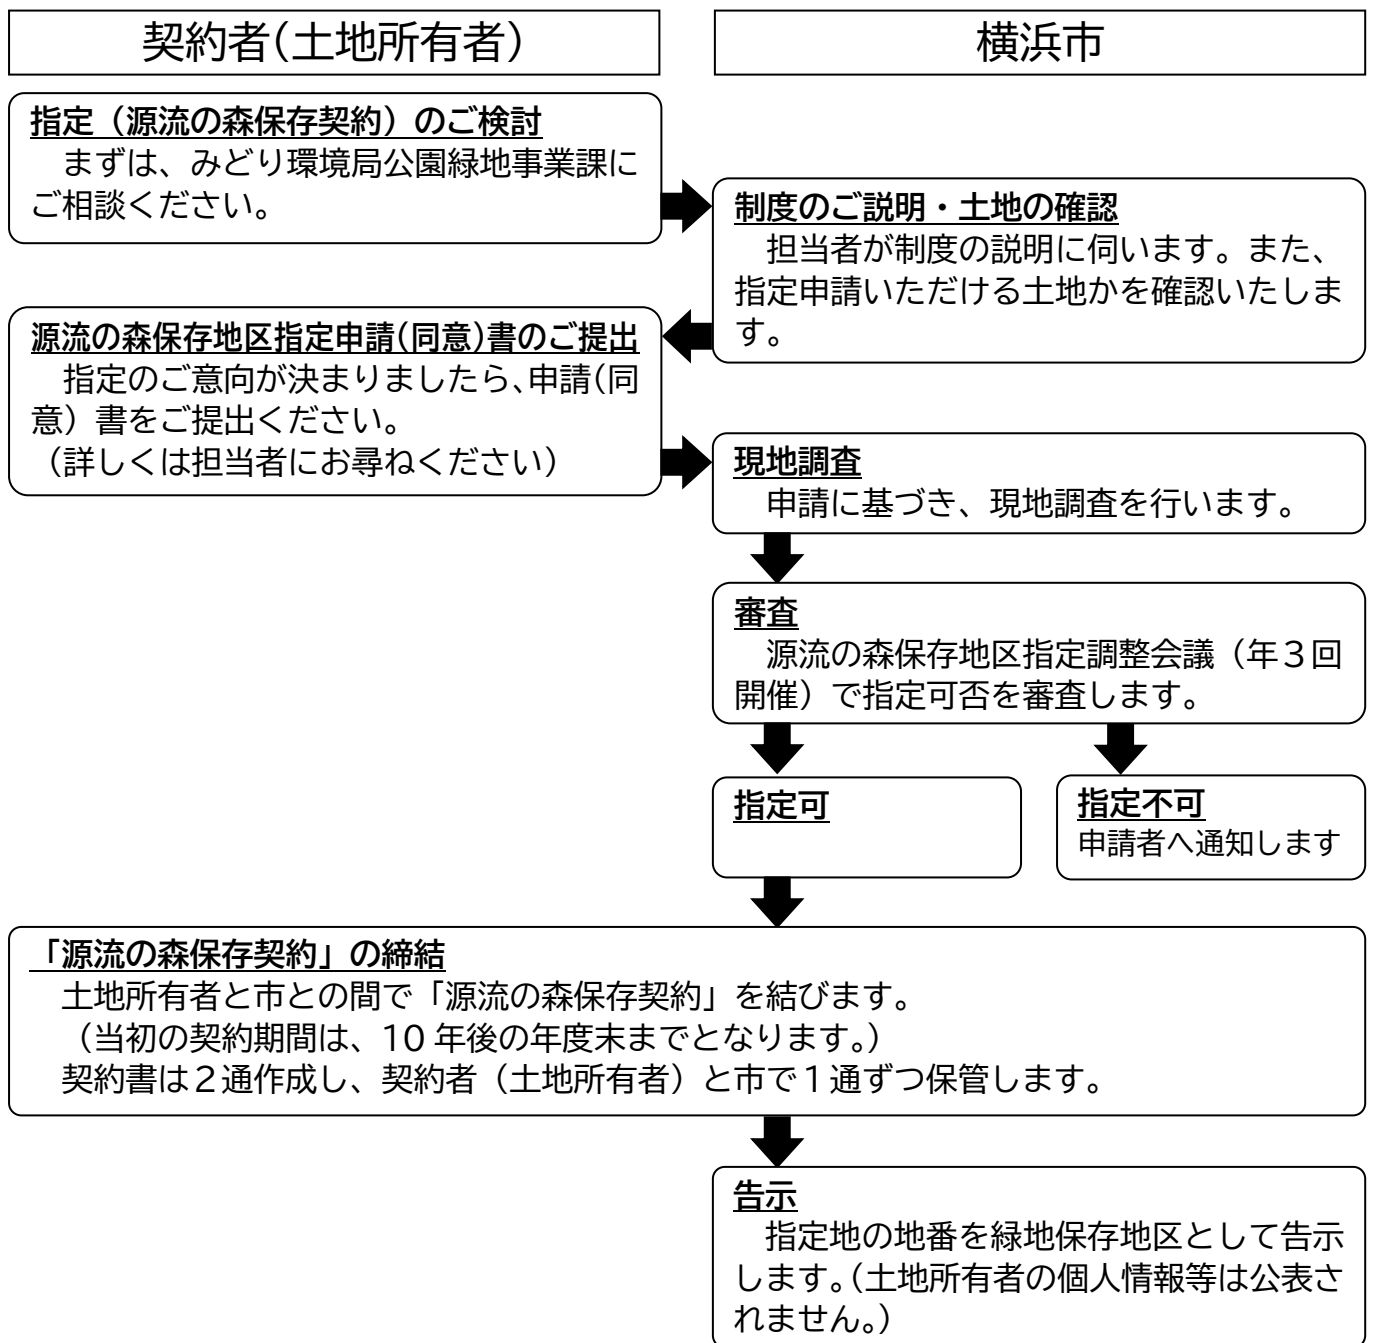 契約者(土地所有者)
横浜市
指定（源流の森保存契約）のご検討
まずは、みどり環境局公園緑地事業課に
ご相談ください。
制度のご説明・土地の確認
担当者が制度の説明に伺います。また、
指定申請いただける土地かを確認いたしま
す。
源流の森保存地区指定申請(同意)書のご提出
指定のご意向が決まりましたら、申請(同
意）書をご提出ください。
（詳しくは担当者にお尋ねください）
現地調査
申請に基づき、現地調査を行います。
審査
源流の森保存地区指定調整会議（年３回
開催）で指定可否を審査します。
指定可
指定不可
申請者へ通知します
「源流の森保存契約」の締結
土地所有者と市との間で「源流の森保存契約」を結びます。
（当初の契約期間は、10 年後の年度末までとなります。）
契約書は２通作成し、契約者（土地所有者）と市で１通ずつ保管します。
告示
指定地の地番を緑地保存地区として告示
します。（土地所有者の個人情報等は公表さ
れません。）